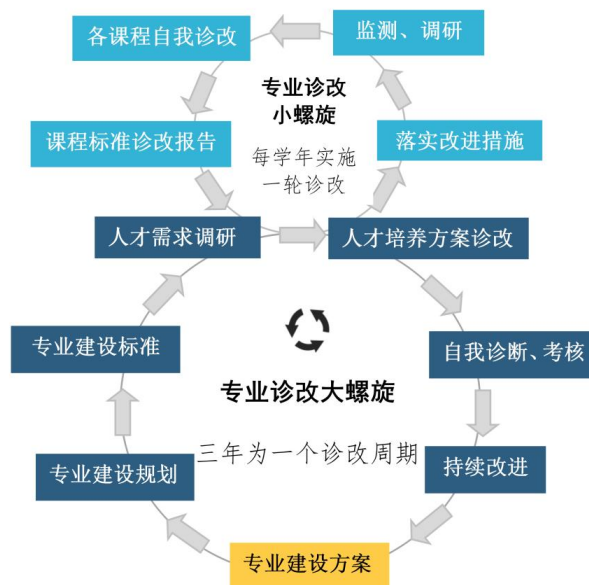 各课程自我诊改
监测、调研
专业诊改
小螺旋
课程标准诊改报告
落实改进措施
每学年实施
一轮诊改
人才需求调研
人才培养方案诊改
专业建设标准
自我诊断、考核
专业诊改大螺旋
三年为一个诊改周期
专业建设规划
持续改进
专业建设方案